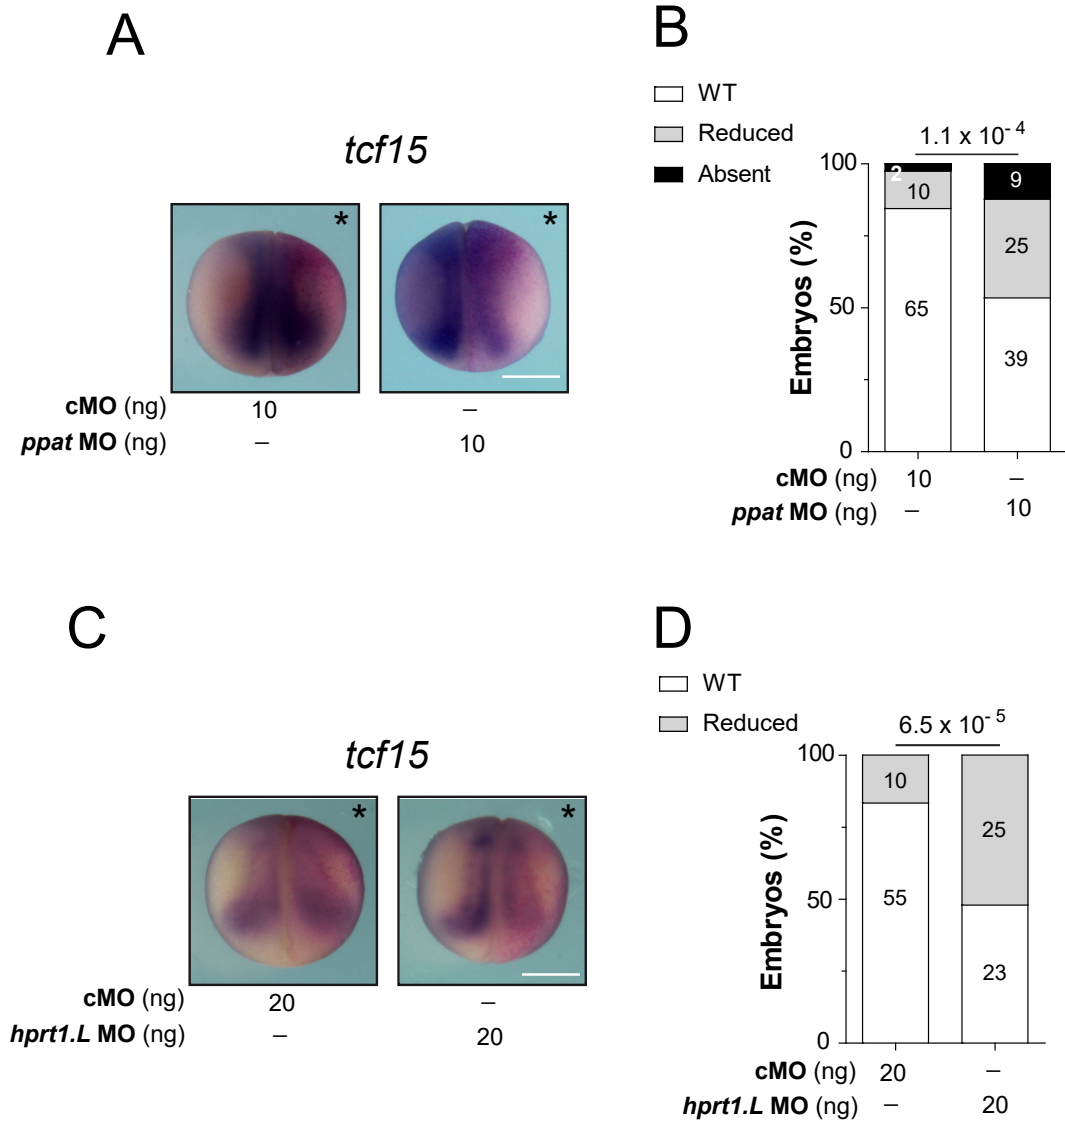 A
tcf15
*
*
cMO (ng) 10 –
ppat MO (ng) – 10
B
WT
Reduced
Absent
1.1 x 10⁻⁴
Embryos (%)
100
50
0
2
10
65
9
25
39
cMO (ng) 10 –
ppat MO (ng) – 10
C
tcf15
*
*
cMO (ng) 20 –
hprt1.L MO (ng) – 20
D
WT
Reduced
6.5 x 10⁻⁵
Embryos (%)
100
50
0
10
55
25
23
cMO (ng) 20 –
hprt1.L MO (ng) – 20